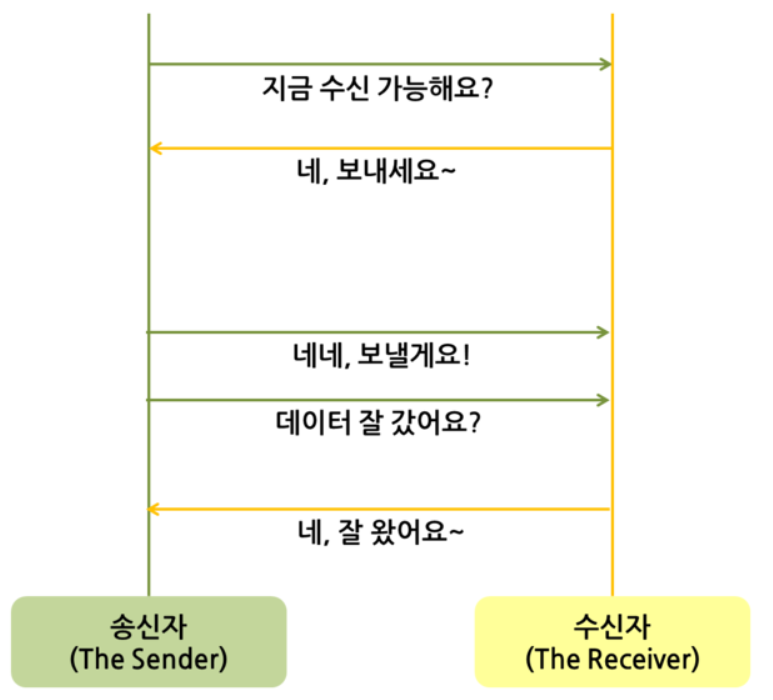 지금 수신 가능해요?
네, 보내세요~
네네, 보낼게요!
데이터 잘 갔어요?
네, 잘 왔어요~
송신자
(The Sender)
수신자
(The Receiver)